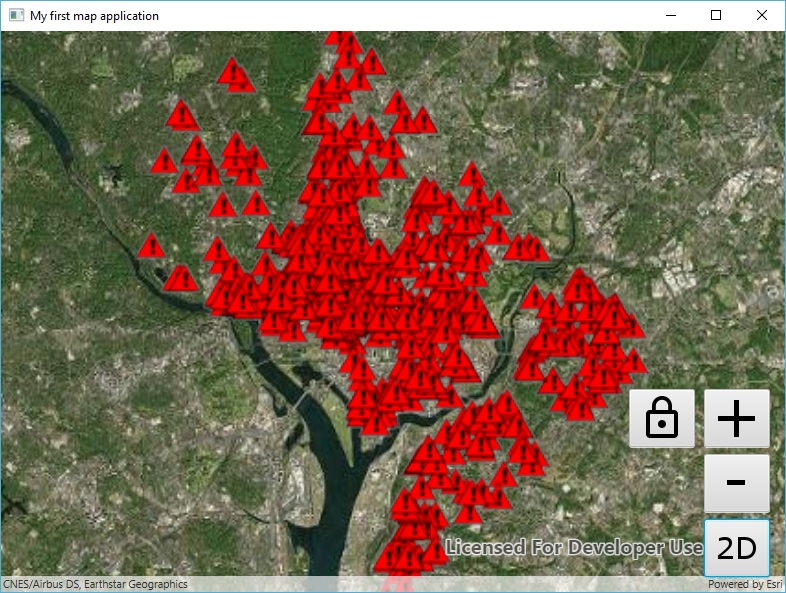 My first map application
+
-
Licensed For Developer Use
2D
CNES/Airbus DS, Earthstar Geographics
Powered by Esri